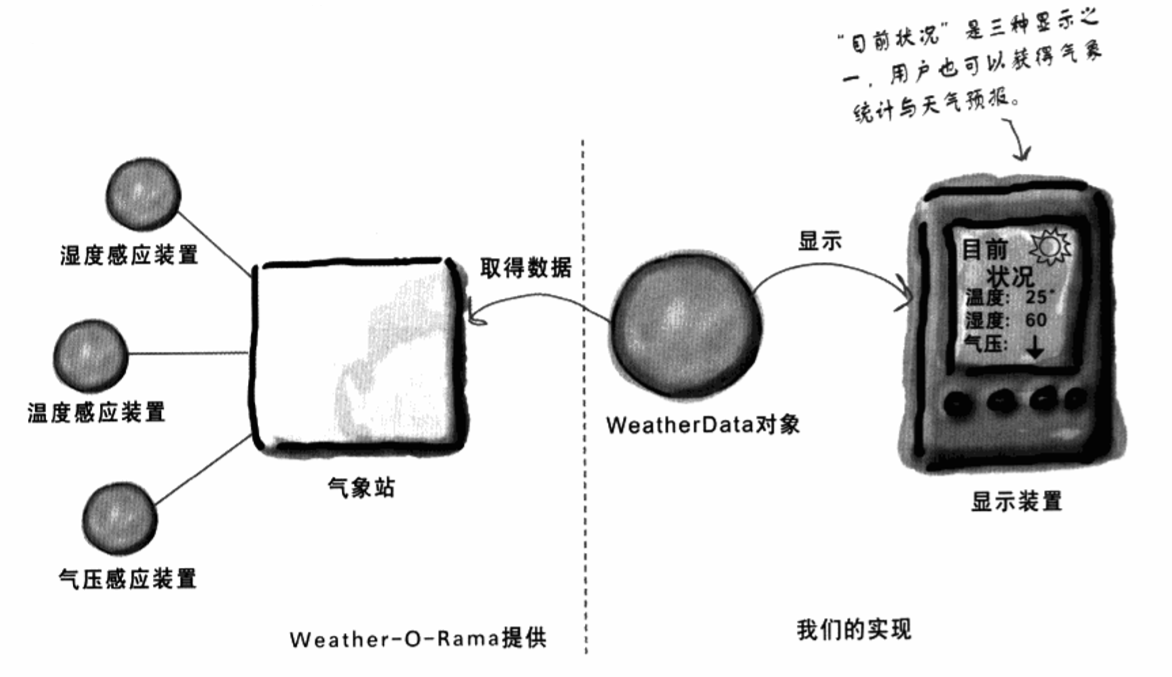 “目前状况”是三种显示之
一，用户也可以获得气象
统计与天气预报。
湿度感应装置
温度感应装置
气压感应装置
气象站
取得数据
WeatherData对象
显示
目前
状况
温度：25°
湿度：60
气压：
显示装置
Weather-O-Rama提供
我们的实现